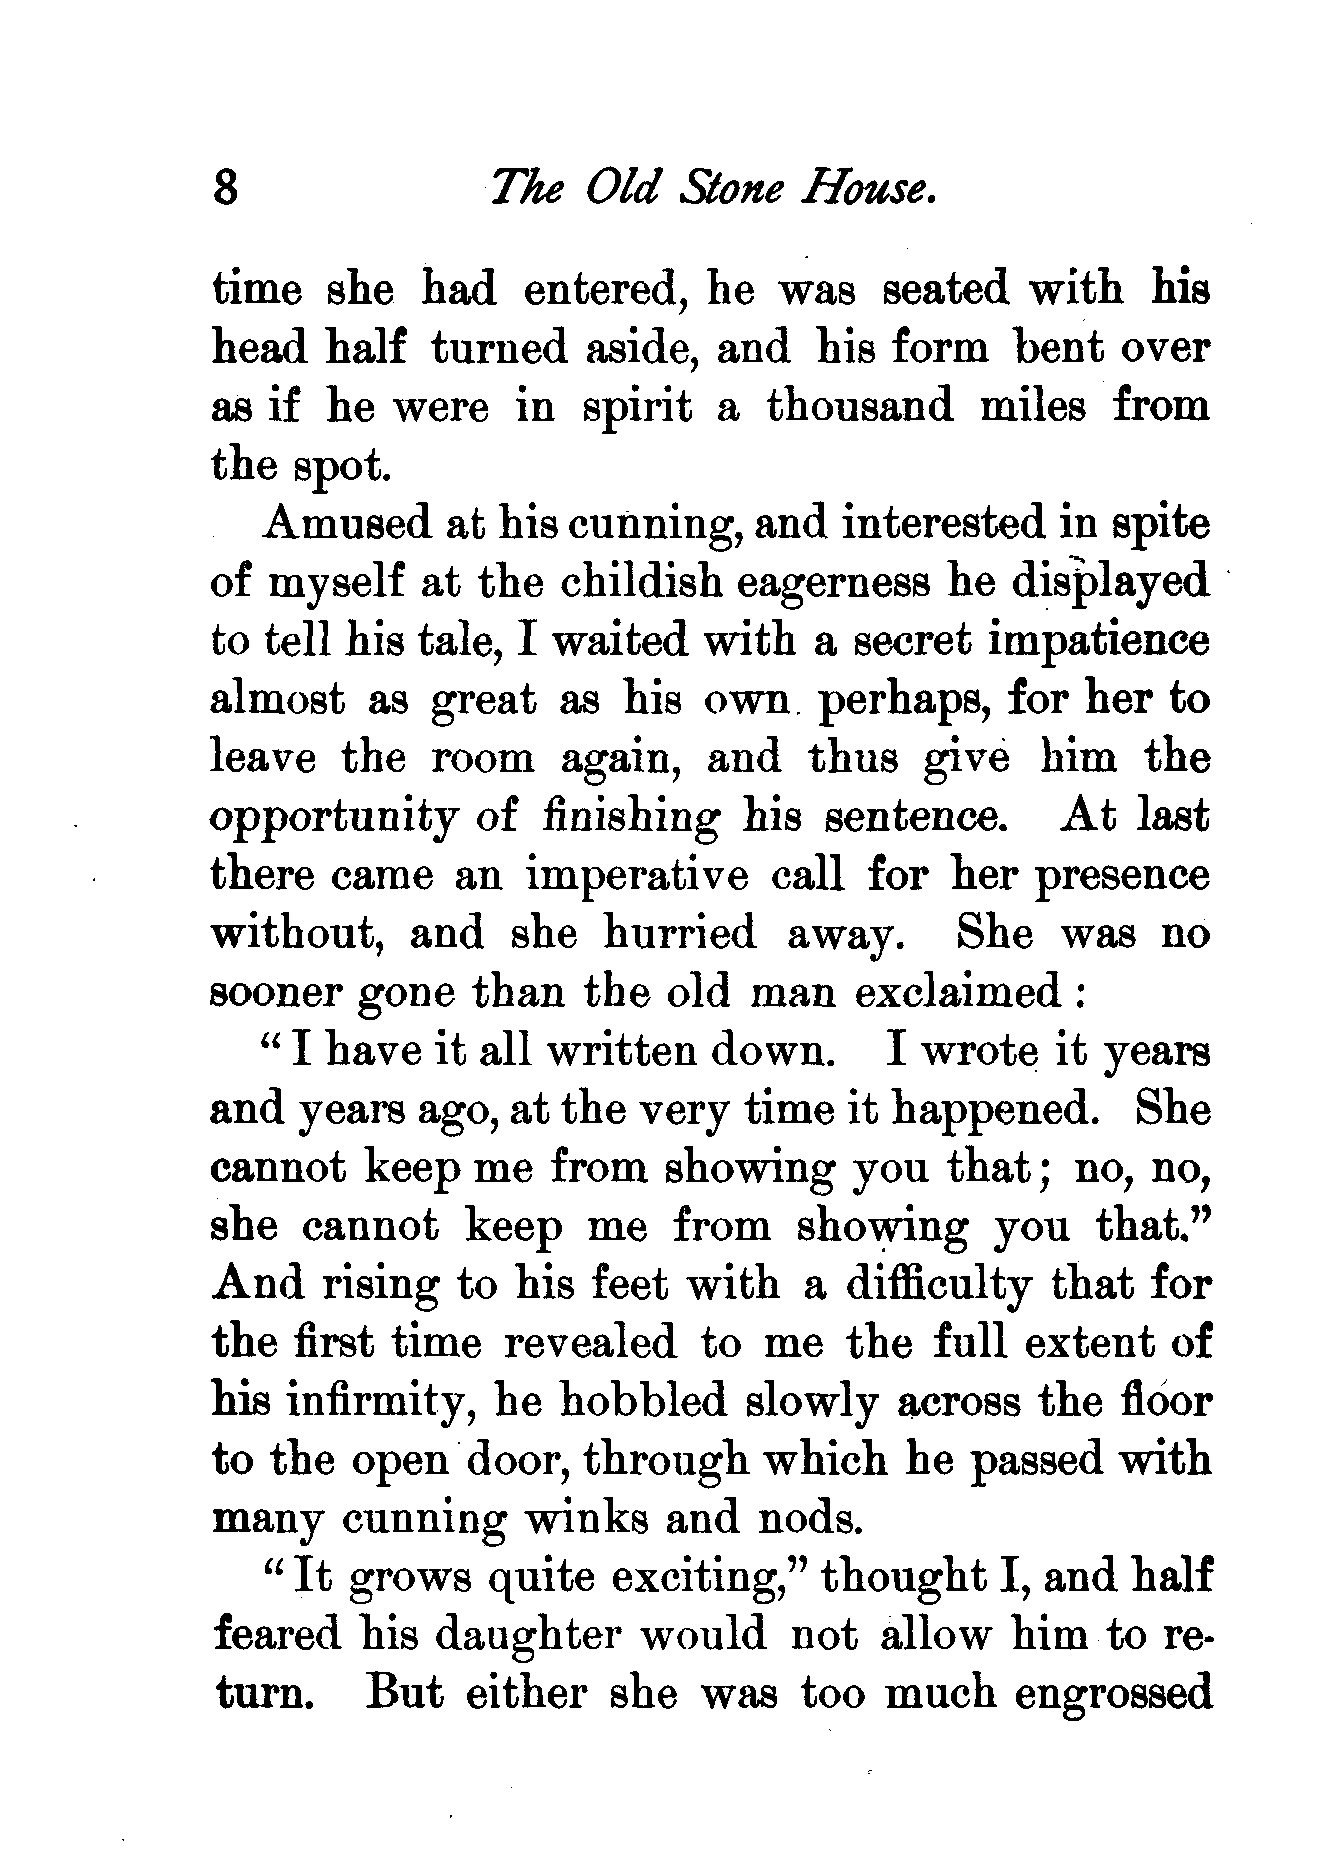 8 The Old Stone House.
time she had entered, he was seated with his
head half turned aside, and his form bent over
as if he were in spirit a thousand miles from
the spot.
Amused at his cunning, and interested in spite
of myself at the childish eagerness he displayed
to tell his tale, I waited with a secret impatience
almost as great as his own perhaps, for her to
leave the room again, and thus give him the
opportunity of finishing his sentence. At last
there came an imperative call for her presence
without, and she hurried away. She was no
sooner gone than the old man exclaimed :
“ I have it all written down. I wrote it years
and years ago, at the very time it happened. She
cannot keep me from showing you that; no, no,
she cannot keep me from showing you that.”
And rising to his feet with a difficulty that for
the first time revealed to me the full extent of
his infirmity, he hobbled slowly across the floor
to the open door, through which he passed with
many cunning winks and nods.
“ It grows quite exciting,” thought I, and half
feared his daughter would not allow him to re-
turn. But either she was too much engrossed